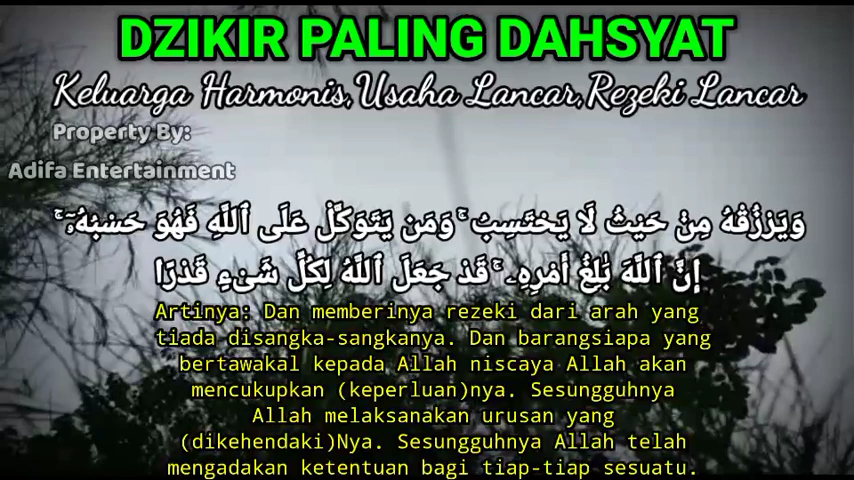 DZIKIR PALING DAHSYAT
Keluarga Harmonis,Usaha Lancar,Rezeki Lancar
Property By:
Adifa Entertainment
وَيَرْزُقْهُ مِنْ حَيْثُ لَا يَحْتَسِبُ ۚ وَمَن يَتَوَكَّلْ عَلَى ٱللَّهِ فَهُوَ حَسْبُهُۥٓ ۚ
إِنَّ ٱللَّهَ بَٰلِغُ أَمْرِهِۦ ۚ قَدْ جَعَلَ ٱللَّهُ لِكُلِّ شَىْءٍ قَدْرًا
Artinya: Dan memberinya rezeki dari arah yang
tiada disangka-sangkanya. Dan barangsiapa yang
bertawakal kepada Allah niscaya Allah akan
mencukupkan (keperluan)nya. Sesungguhnya
Allah melaksanakan urusan yang
(dikehendaki)Nya. Sesungguhnya Allah telah
mengadakan ketentuan bagi tiap-tiap sesuatu.